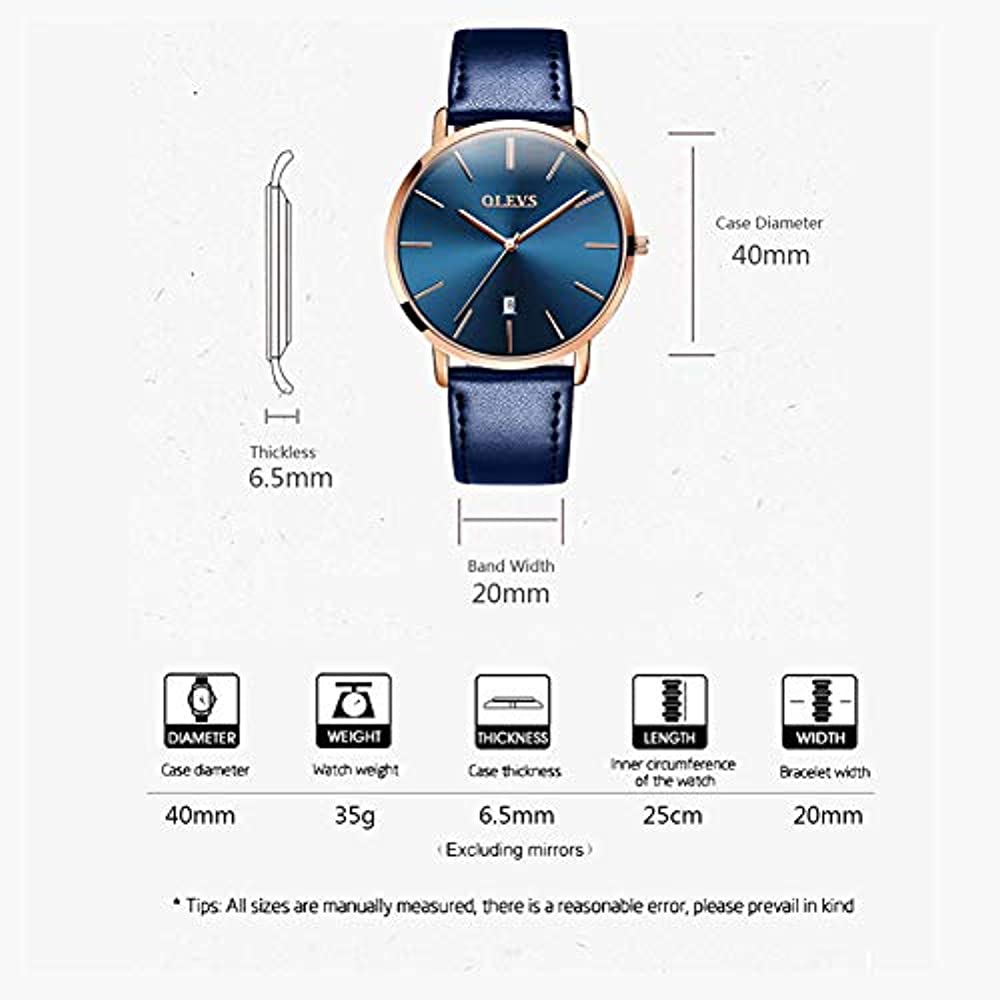 OLEVS
Case Diameter
40mm
Thickless
6.5mm
Band Width
20mm
DIAMETER
WEIGHT
THICKNESS
LENGTH
WIDTH
Case diameter
Watch weight
Case thickness
Inner circumference
of the watch
Bracelet width
40mm
35g
6.5mm
25cm
20mm
(Excluding mirrors)
* Tips: All sizes are manually measured, there is a reasonable error, please prevail in kind